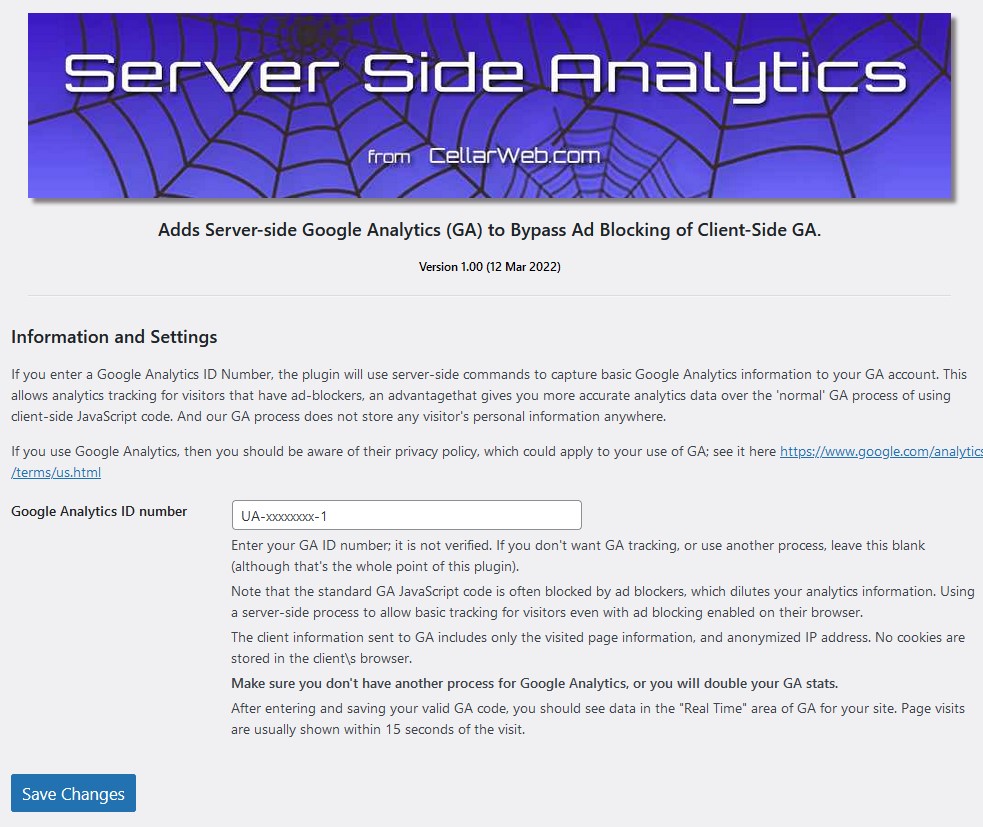 Server Side Analytics
from CellarWeb.com
Adds Server-side Google Analytics (GA) to Bypass Ad Blocking of Client-Side GA.
Version 1.00 (12 Mar 2022)
Information and Settings
If you enter a Google Analytics ID Number, the plugin will use server-side commands to capture basic Google Analytics information to your GA account. This
allows analytics tracking for visitors that have ad-blockers, an advantagethat gives you more accurate analytics data over the 'normal' GA process of using
client-side JavaScript code. And our GA process does not store any visitor's personal information anywhere.
If you use Google Analytics, then you should be aware of their privacy policy, which could apply to your use of GA; see it here https://www.google.com/analytics
/terms/us.html
Google Analytics ID number
UA-xxxxxxxx-1
Enter your GA ID number; it is not verified. If you don't want GA tracking, or use another process, leave this blank
(although that's the whole point of this plugin).
Note that the standard GA JavaScript code is often blocked by ad blockers, which dilutes your analytics information. Using
a server-side process to allow basic tracking for visitors even with ad blocking enabled on their browser.
The client information sent to GA includes only the visited page information, and anonymized IP address. No cookies are
stored in the client\s browser.
Make sure you don't have another process for Google Analytics, or you will double your GA stats.
After entering and saving your valid GA code, you should see data in the "Real Time" area of GA for your site. Page visits
are usually shown within 15 seconds of the visit.
Save Changes